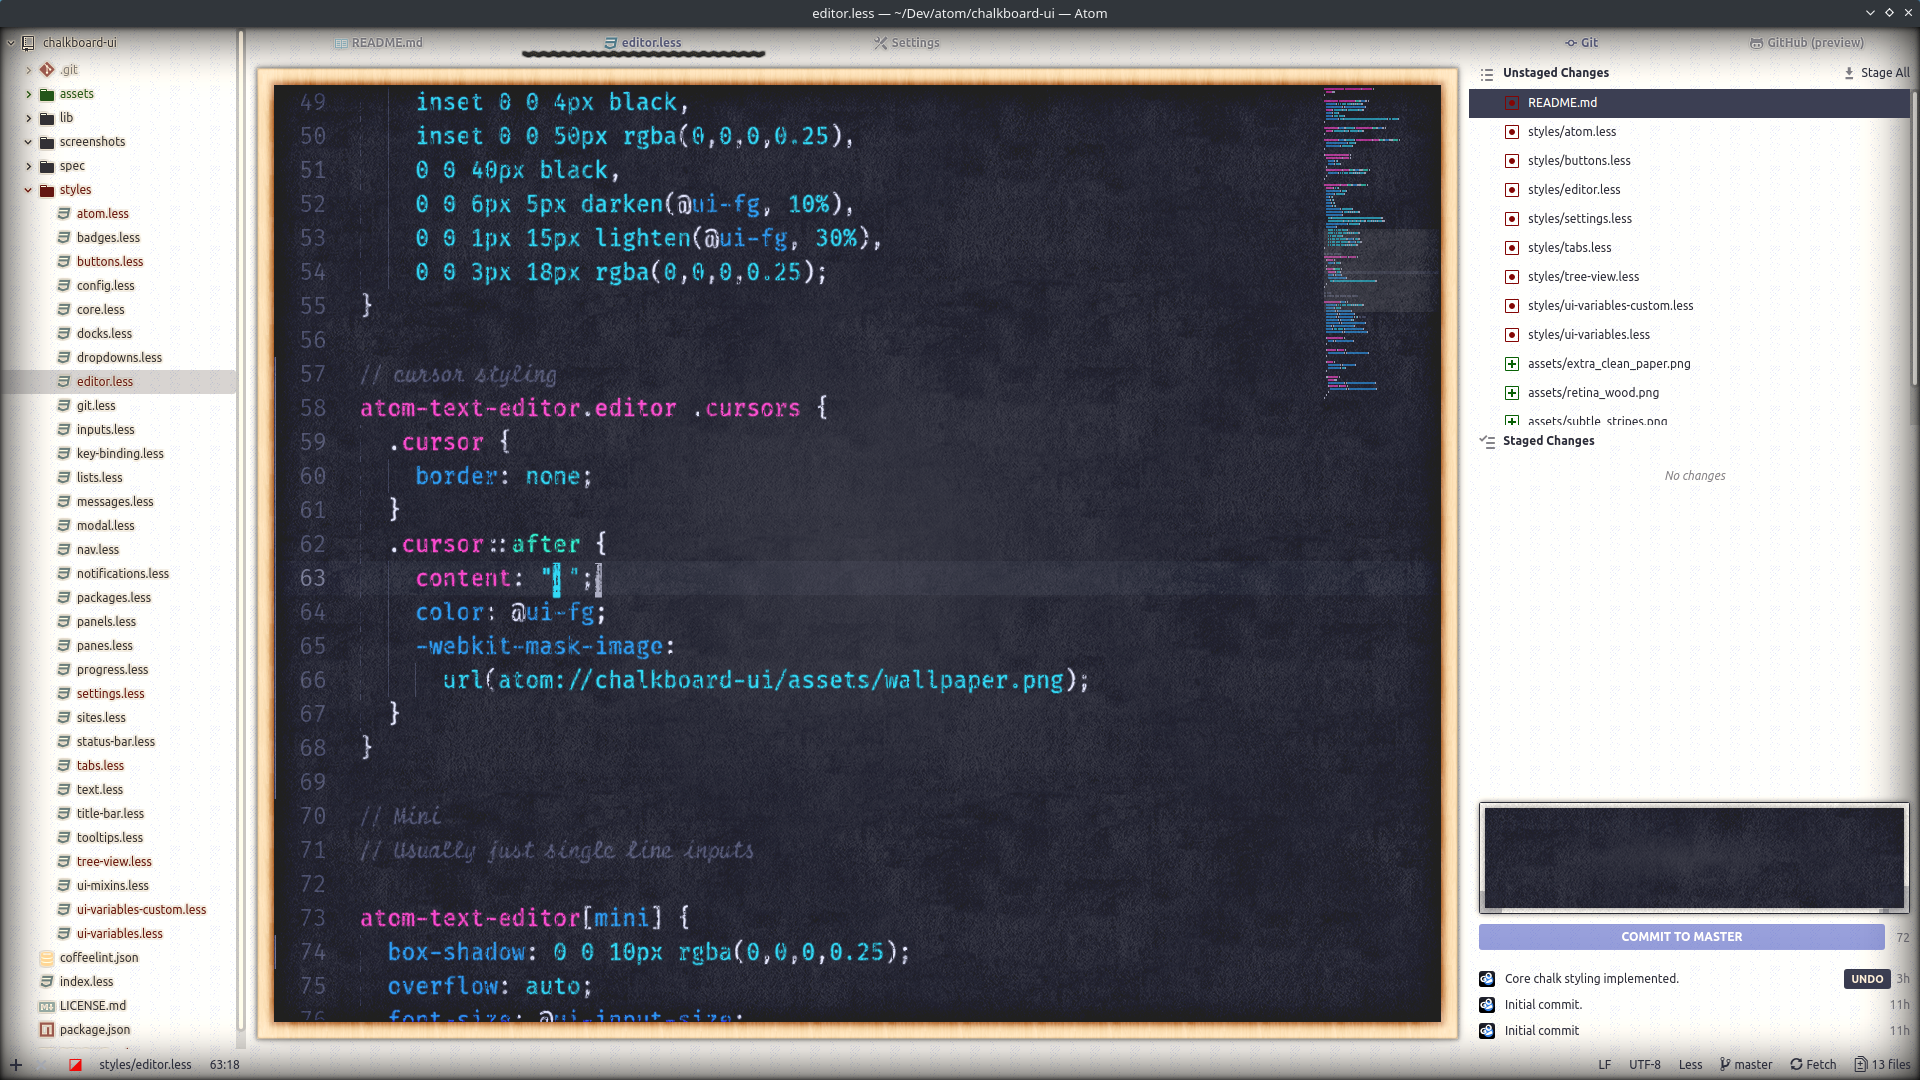 editor.less — ~/Dev/atom/chalkboard-ui — Atom
chalkboard-ui
.git
assets
lib
screenshots
spec
styles
atom.less
badges.less
buttons.less
config.less
core.less
docks.less
dropdowns.less
editor.less
git.less
inputs.less
key-binding.less
lists.less
messages.less
modal.less
nav.less
notifications.less
packages.less
panels.less
panes.less
progress.less
settings.less
sites.less
status-bar.less
tabs.less
text.less
title-bar.less
tooltips.less
tree-view.less
ui-mixins.less
ui-variables-custom.less
ui-variables.less
coffeelint.json
index.less
LICENSE.md
package.json
README.md
editor.less
Settings
49 inset 0 0 4px black,
50 inset 0 0 50px rgba(0,0,0,0.25),
51 0 0 40px black,
52 0 0 6px 5px darken(@ui-fg, 10%),
53 0 0 1px 15px lighten(@ui-fg, 30%),
54 0 0 3px 18px rgba(0,0,0,0.25);
55 }
56
57 // cursor styling
58 atom-text-editor.editor .cursors {
59 .cursor {
60 border: none;
61 }
62 .cursor::after {
63 content: " ";
64 color: @ui-fg;
65 -webkit-mask-image:
66 url(atom://chalkboard-ui/assets/wallpaper.png);
67 }
68 }
69
70 // Mini
71 // Usually just single line inputs
72
73 atom-text-editor[mini] {
74 box-shadow: 0 0 10px rgba(0,0,0,0.25);
75 overflow: auto;
76 font-size: @ui-input-size;
Git
GitHub (preview)
Unstaged Changes
Stage All
README.md
styles/atom.less
styles/buttons.less
styles/editor.less
styles/settings.less
styles/tabs.less
styles/tree-view.less
styles/ui-variables-custom.less
styles/ui-variables.less
assets/extra_clean_paper.png
assets/retina_wood.png
assets/subtle_stripes.png
Staged Changes
No changes
COMMIT TO MASTER 72
Core chalk styling implemented. UNDO 3h
Initial commit. 11h
Initial commit 11h
styles/editor.less 63:18
LF UTF-8 Less master Fetch 13 files